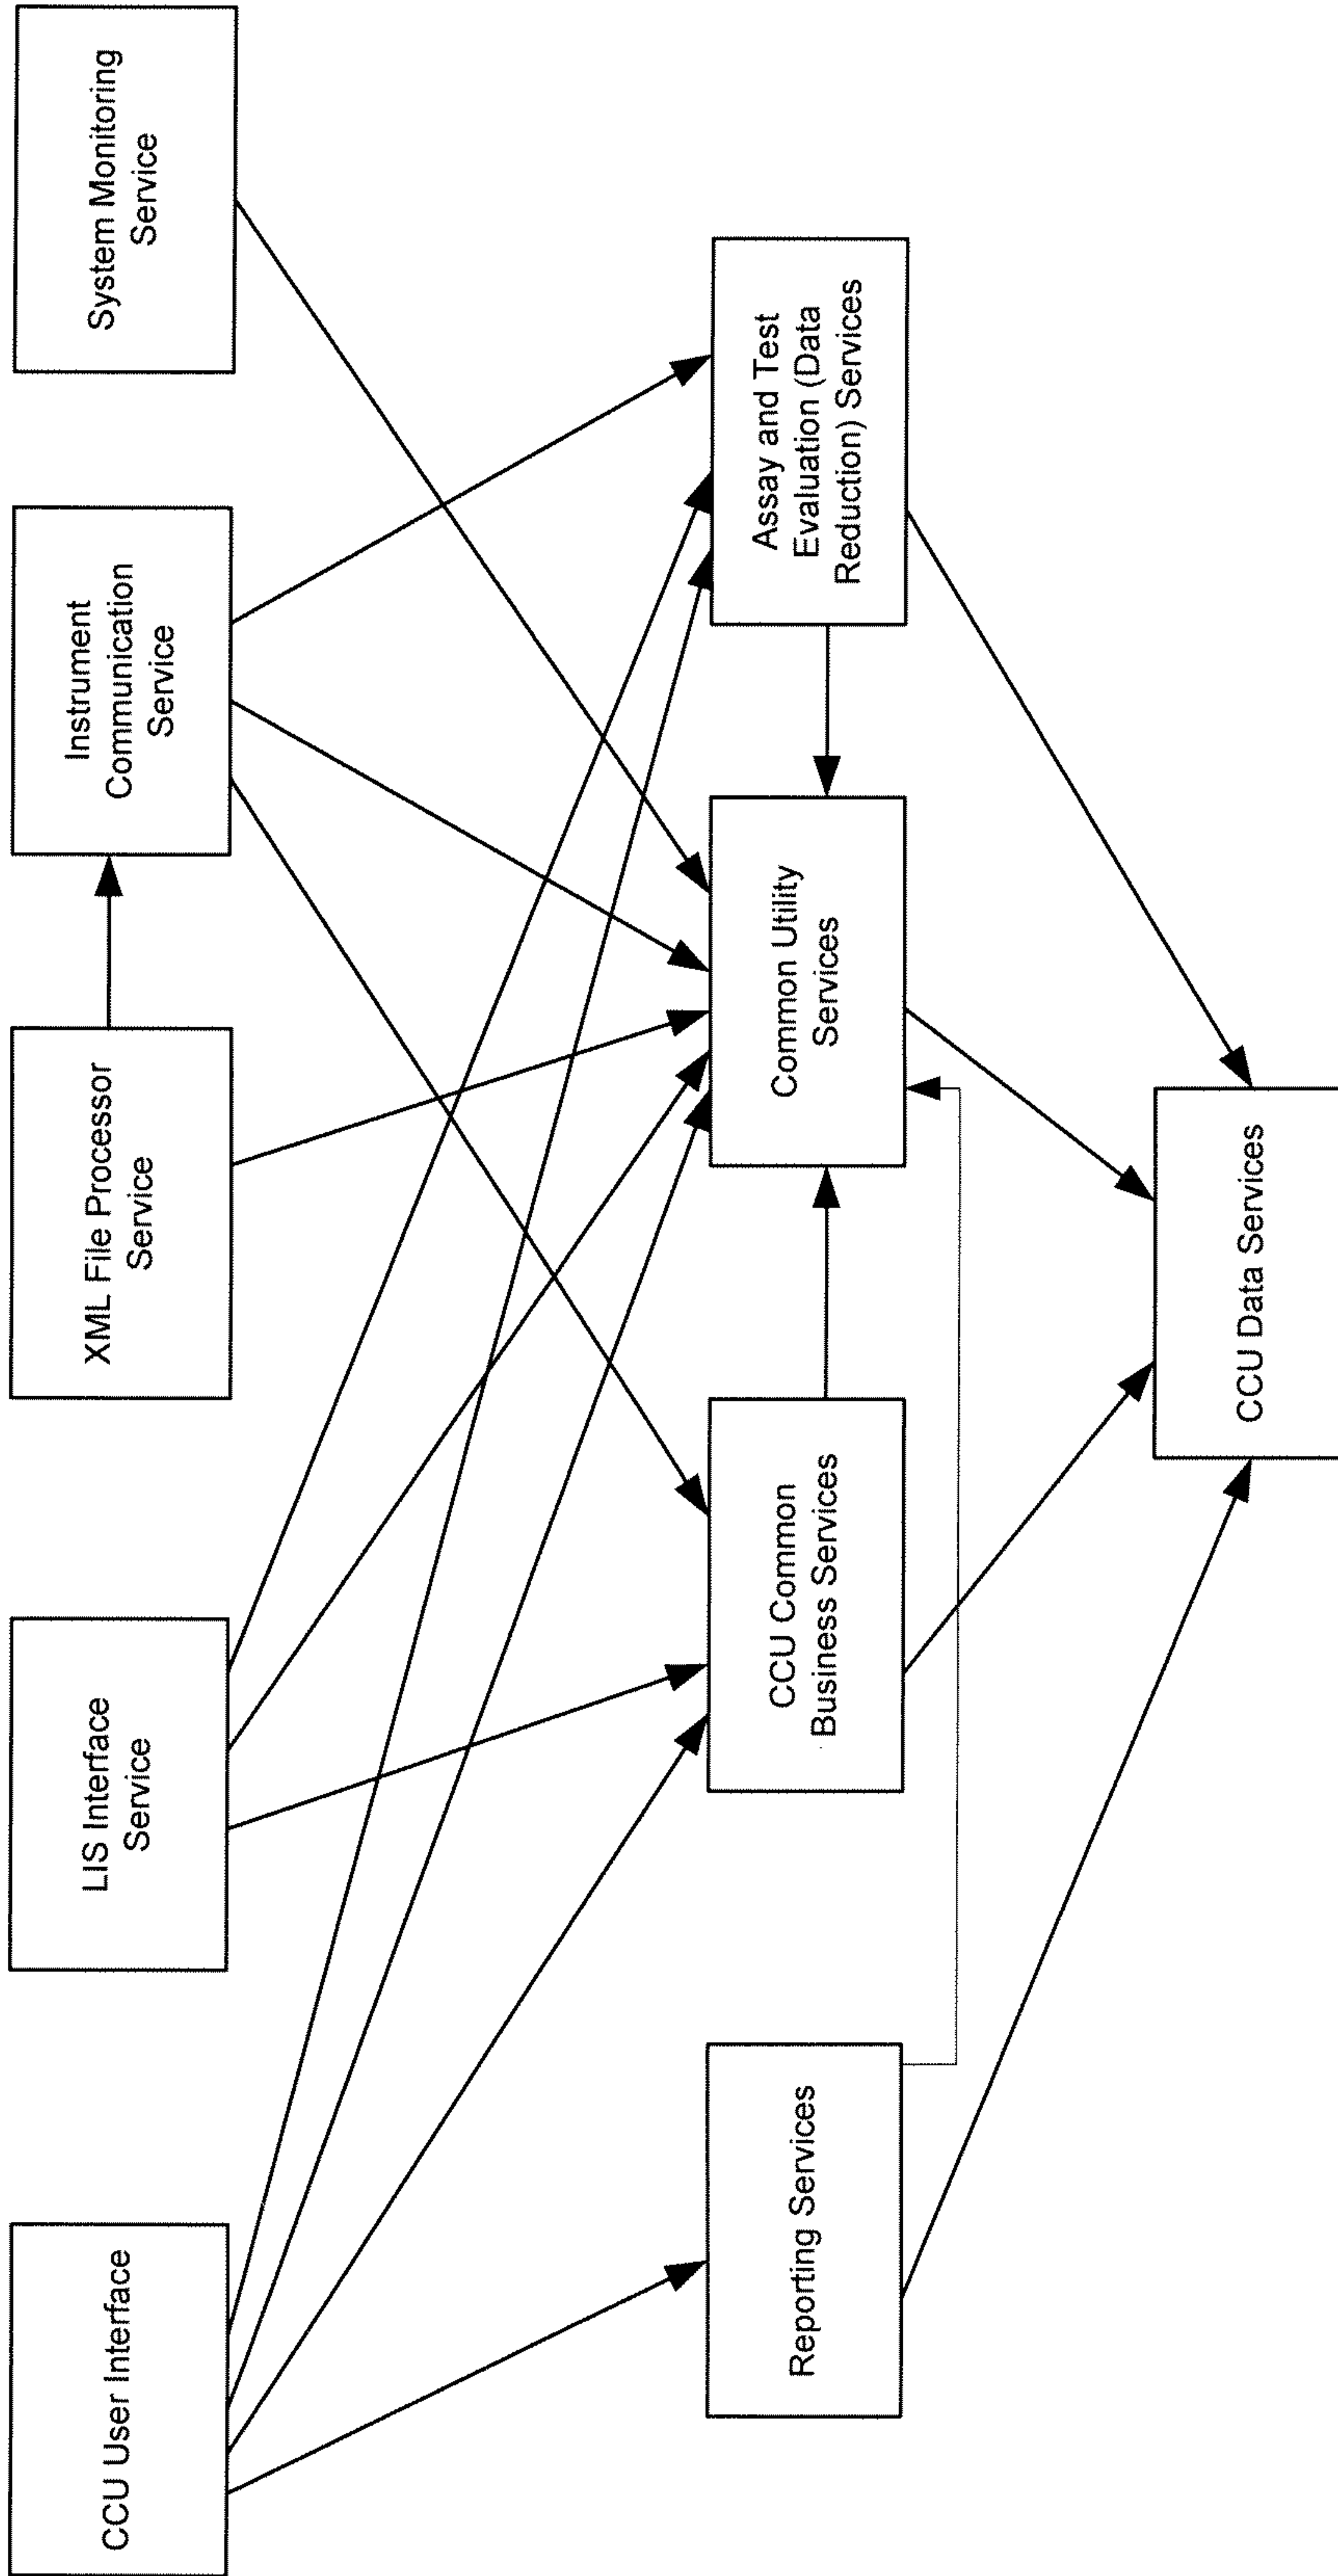 CCU User Interface
LIS Interface
Service
XML File Processor
Service
Instrument
Communication
Service
System Monitoring
Service
Reporting Services
CCU Common
Business Services
Common Utility
Services
Assay and Test
Evaluation (Data
Reduction) Services
CCU Data Services